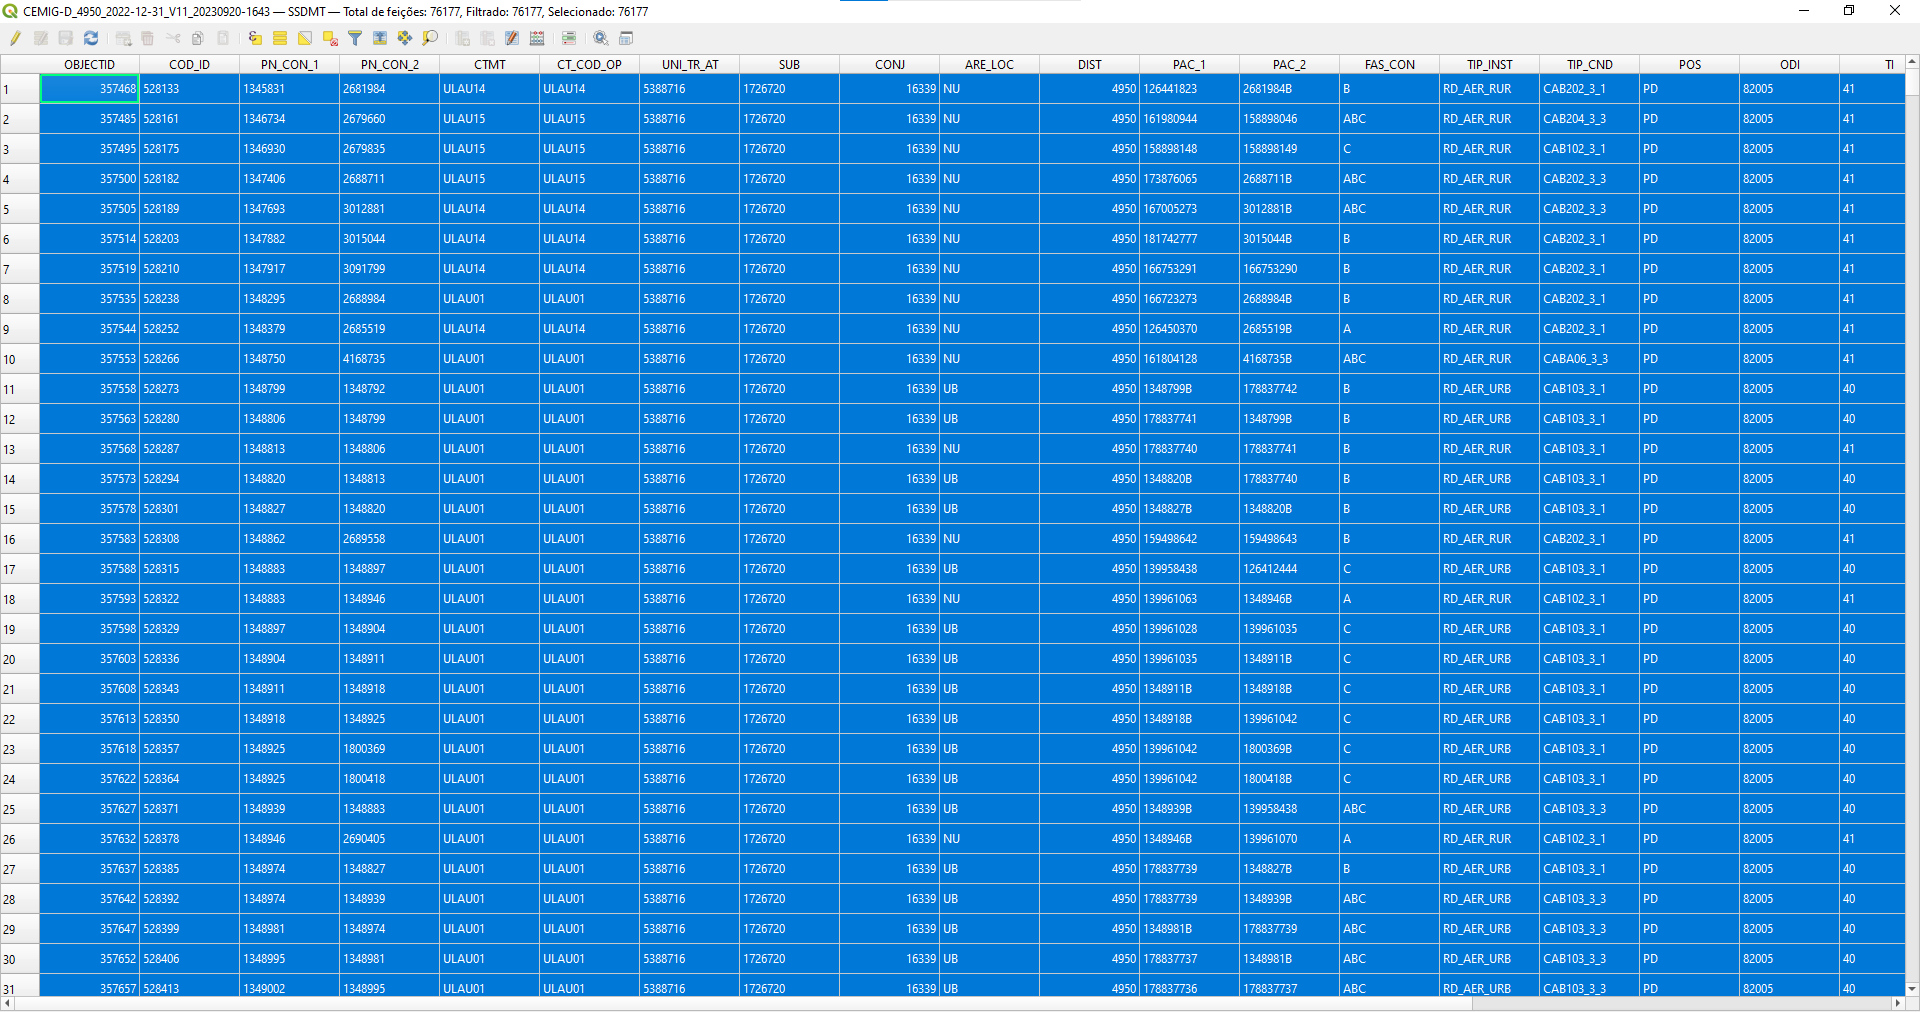 CEMIG-D_4950_2022-12-31_V11_20230920-1643 — SSDMT — Total de feições: 76177, Filtrado: 76177, Selecionado: 76177
OBJECTID COD_ID PN_CON_1 PN_CON_2 CTMT CT_COD_OP UNI_TR_AT SUB CONJ ARE_LOC DIST PAC_1 PAC_2 FAS_CON TIP_INST TIP_CND POS ODI TI
1 357468 528133 1345831 2681984 ULAU14 ULAU14 5388716 1726720 16339 NU 4950 126441823 2681984B B RD_AER_RUR CAB202_3_1 PD 82005 41
2 357485 528161 1346734 2679660 ULAU15 ULAU15 5388716 1726720 16339 NU 4950 161980944 158898046 ABC RD_AER_RUR CAB204_3_3 PD 82005 41
3 357495 528175 1346930 2679835 ULAU15 ULAU15 5388716 1726720 16339 NU 4950 158898148 158898149 C RD_AER_RUR CAB102_3_1 PD 82005 41
4 357500 528182 1347406 2688711 ULAU15 ULAU15 5388716 1726720 16339 NU 4950 173876065 2688711B ABC RD_AER_RUR CAB202_3_3 PD 82005 41
5 357505 528189 1347693 3012881 ULAU14 ULAU14 5388716 1726720 16339 NU 4950 167005273 3012881B ABC RD_AER_RUR CAB202_3_3 PD 82005 41
6 357514 528203 1347882 3015044 ULAU14 ULAU14 5388716 1726720 16339 NU 4950 181742777 3015044B B RD_AER_RUR CAB202_3_1 PD 82005 41
7 357519 528210 1347917 3091799 ULAU14 ULAU14 5388716 1726720 16339 NU 4950 166753291 166753290 B RD_AER_RUR CAB202_3_1 PD 82005 41
8 357535 528238 1348295 2688984 ULAU01 ULAU01 5388716 1726720 16339 NU 4950 166723273 2688984B B RD_AER_RUR CAB202_3_1 PD 82005 41
9 357544 528252 1348379 2685519 ULAU14 ULAU14 5388716 1726720 16339 NU 4950 126450370 2685519B A RD_AER_RUR CAB202_3_1 PD 82005 41
10 357553 528266 1348750 4168735 ULAU01 ULAU01 5388716 1726720 16339 NU 4950 161804128 4168735B ABC RD_AER_RUR CABA06_3_3 PD 82005 41
11 357558 528273 1348799 1348792 ULAU01 ULAU01 5388716 1726720 16339 UB 4950 1348799B 178837742 B RD_AER_URB CAB103_3_1 PD 82005 40
12 357563 528280 1348806 1348799 ULAU01 ULAU01 5388716 1726720 16339 UB 4950 178837741 1348799B B RD_AER_URB CAB103_3_1 PD 82005 40
13 357568 528287 1348813 1348806 ULAU01 ULAU01 5388716 1726720 16339 NU 4950 178837740 178837741 B RD_AER_RUR CAB103_3_1 PD 82005 41
14 357573 528294 1348820 1348813 ULAU01 ULAU01 5388716 1726720 16339 UB 4950 1348820B 178837740 B RD_AER_URB CAB103_3_1 PD 82005 40
15 357578 528301 1348827 1348820 ULAU01 ULAU01 5388716 1726720 16339 UB 4950 1348827B 1348820B B RD_AER_URB CAB103_3_1 PD 82005 40
16 357583 528308 1348862 2689558 ULAU01 ULAU01 5388716 1726720 16339 NU 4950 159498642 159498643 B RD_AER_RUR CAB202_3_1 PD 82005 41
17 357588 528315 1348883 1348897 ULAU01 ULAU01 5388716 1726720 16339 UB 4950 139958438 126412444 C RD_AER_URB CAB103_3_1 PD 82005 40
18 357593 528322 1348883 1348946 ULAU01 ULAU01 5388716 1726720 16339 NU 4950 139961063 1348946B A RD_AER_RUR CAB102_3_1 PD 82005 41
19 357598 528329 1348897 1348904 ULAU01 ULAU01 5388716 1726720 16339 UB 4950 139961028 139961035 C RD_AER_URB CAB103_3_1 PD 82005 40
20 357603 528336 1348904 1348911 ULAU01 ULAU01 5388716 1726720 16339 UB 4950 139961035 1348911B C RD_AER_URB CAB103_3_1 PD 82005 40
21 357608 528343 1348911 1348918 ULAU01 ULAU01 5388716 1726720 16339 UB 4950 1348911B 1348918B C RD_AER_URB CAB103_3_1 PD 82005 40
22 357613 528350 1348918 1348925 ULAU01 ULAU01 5388716 1726720 16339 UB 4950 1348918B 139961042 C RD_AER_URB CAB103_3_1 PD 82005 40
23 357618 528357 1348925 1800369 ULAU01 ULAU01 5388716 1726720 16339 UB 4950 139961042 1800369B C RD_AER_URB CAB103_3_1 PD 82005 40
24 357622 528364 1348925 1800418 ULAU01 ULAU01 5388716 1726720 16339 UB 4950 139961042 1800418B C RD_AER_URB CAB103_3_1 PD 82005 40
25 357627 528371 1348939 1348883 ULAU01 ULAU01 5388716 1726720 16339 UB 4950 1348939B 139958438 ABC RD_AER_URB CAB103_3_3 PD 82005 40
26 357632 528378 1348946 2690405 ULAU01 ULAU01 5388716 1726720 16339 NU 4950 1348946B 139961070 A RD_AER_RUR CAB102_3_1 PD 82005 41
27 357637 528385 1348974 1348827 ULAU01 ULAU01 5388716 1726720 16339 UB 4950 178837739 1348827B B RD_AER_URB CAB103_3_1 PD 82005 40
28 357642 528392 1348974 1348939 ULAU01 ULAU01 5388716 1726720 16339 UB 4950 178837739 1348939B ABC RD_AER_URB CAB103_3_3 PD 82005 40
29 357647 528399 1348981 1348974 ULAU01 ULAU01 5388716 1726720 16339 UB 4950 1348981B 178837739 ABC RD_AER_URB CAB103_3_3 PD 82005 40
30 357652 528406 1348995 1348981 ULAU01 ULAU01 5388716 1726720 16339 UB 4950 178837737 1348981B ABC RD_AER_URB CAB103_3_3 PD 82005 40
31 357657 528413 1349002 1348995 ULAU01 ULAU01 5388716 1726720 16339 UB 4950 178837736 178837737 ABC RD_AER_URB CAB103_3_3 PD 82005 40